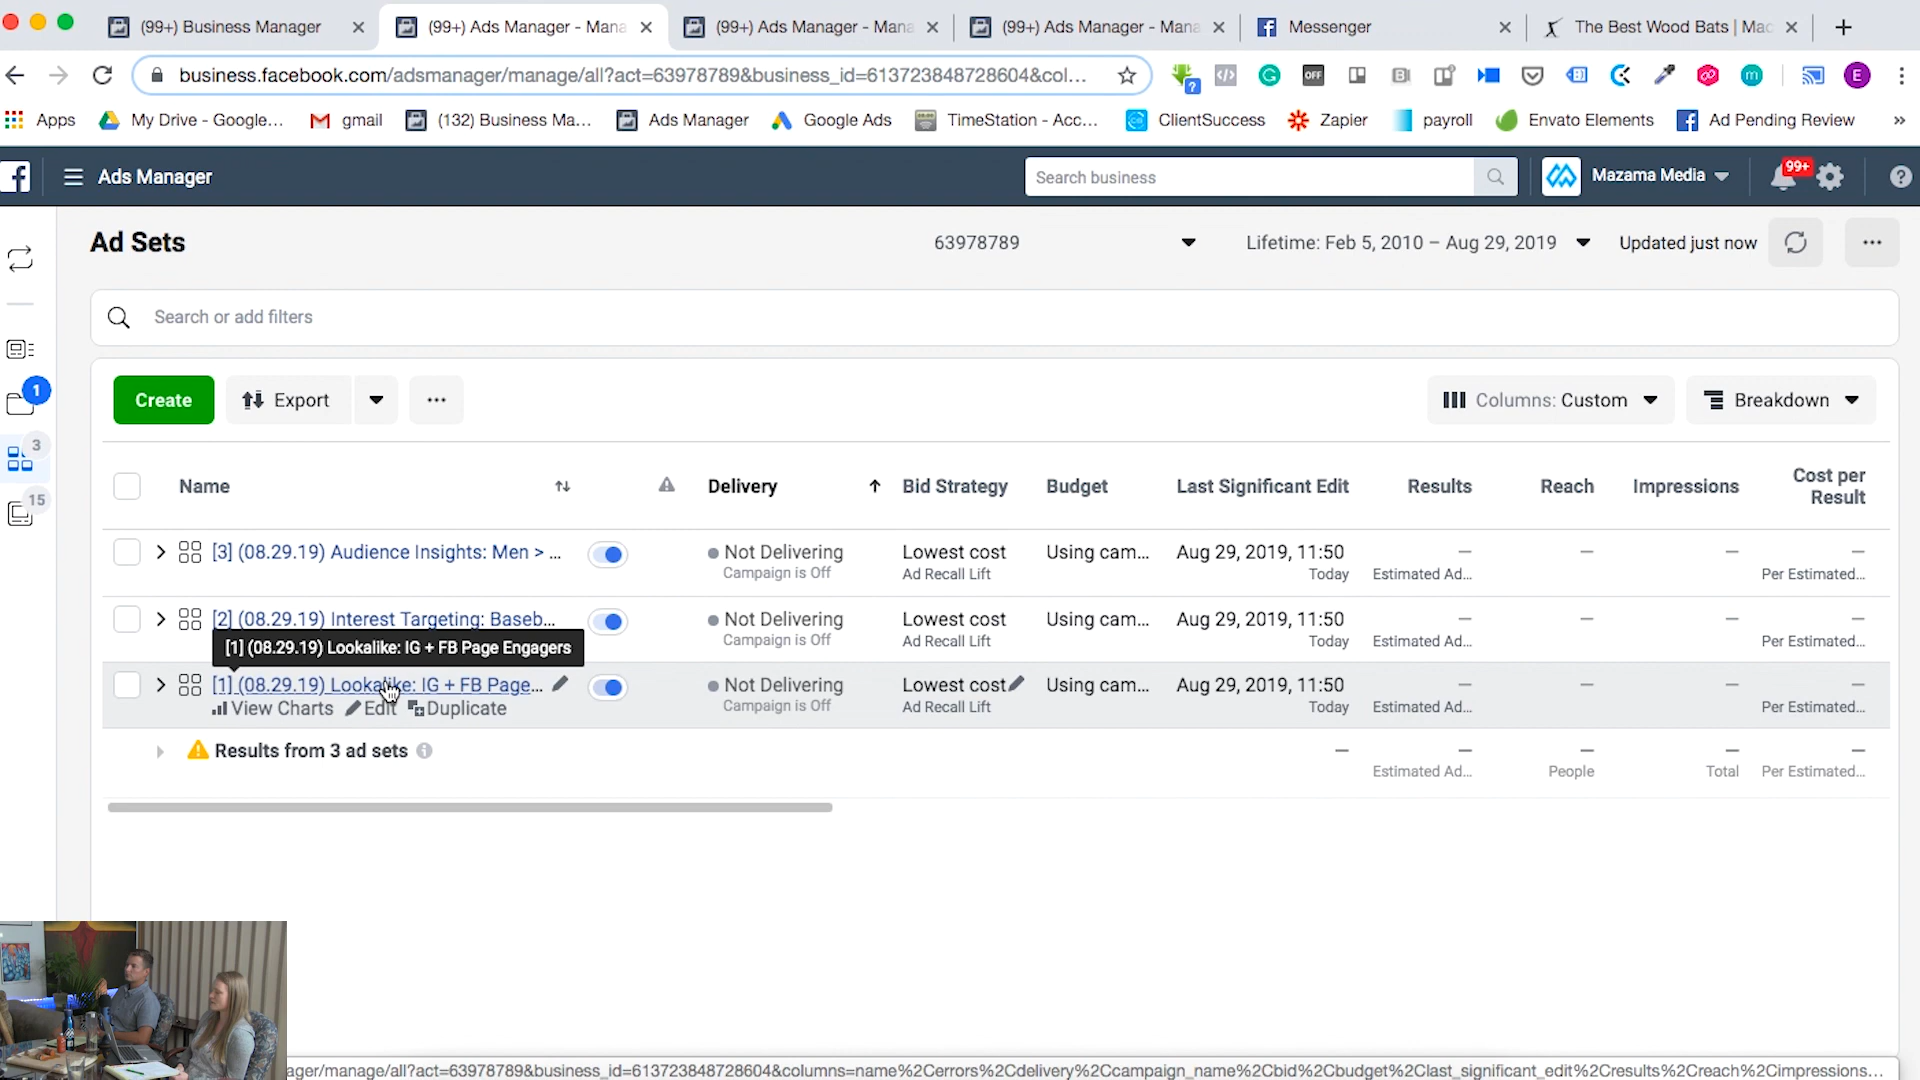 (99+) Business Manager
(99+) Ads Manager - Mana
(99+) Ads Manager - Mana
(99+) Ads Manager - Mana
Messenger
The Best Wood Bats | Mac
business.facebook.com/adsmanager/manage/all?act=63978789&business_id=613723848728604&col...
OFF
E
Apps
My Drive - Google...
gmail
(132) Business Ma...
Ads Manager
Google Ads
TimeStation - Acc...
ClientSuccess
Zapier
payroll
Envato Elements
Ad Pending Review
»
Ads Manager
Search business
Mazama Media
99+
Ad Sets
63978789
Lifetime: Feb 5, 2010 – Aug 29, 2019
Updated just now
Search or add filters
1
3
15
Create
Export
Columns: Custom
Breakdown
Name
Delivery
Bid Strategy
Budget
Last Significant Edit
Results
Reach
Impressions
Cost per
Result
[3] (08.29.19) Audience Insights: Men > ...
Not Delivering
Campaign is Off
Lowest cost
Ad Recall Lift
Using cam...
Aug 29, 2019, 11:50
Today
—
Estimated Ad...
—
—
—
Per Estimated...
[2] (08.29.19) Interest Targeting: Baseb...
Not Delivering
Campaign is Off
Lowest cost
Ad Recall Lift
Using cam...
Aug 29, 2019, 11:50
Today
—
Estimated Ad...
—
—
—
Per Estimated...
[1] (08.29.19) Lookalike: IG + FB Page Engagers
[1] (08.29.19) Lookalike: IG + FB Page...
View Charts
Edit
Duplicate
Not Delivering
Campaign is Off
Lowest cost
Ad Recall Lift
Using cam...
Aug 29, 2019, 11:50
Today
—
Estimated Ad...
—
—
—
Per Estimated...
Results from 3 ad sets
—
—
Estimated Ad...
—
People
—
Total
—
Per Estimated...
ager/manage/all?act=63978789&business_id=613723848728604&columns=name%2Cerrors%2Cdelivery%2Ccampaign_name%2Cbid%2Cbudget%2Clast_significant_edit%2Cresults%2Creach%2Cimpressions...